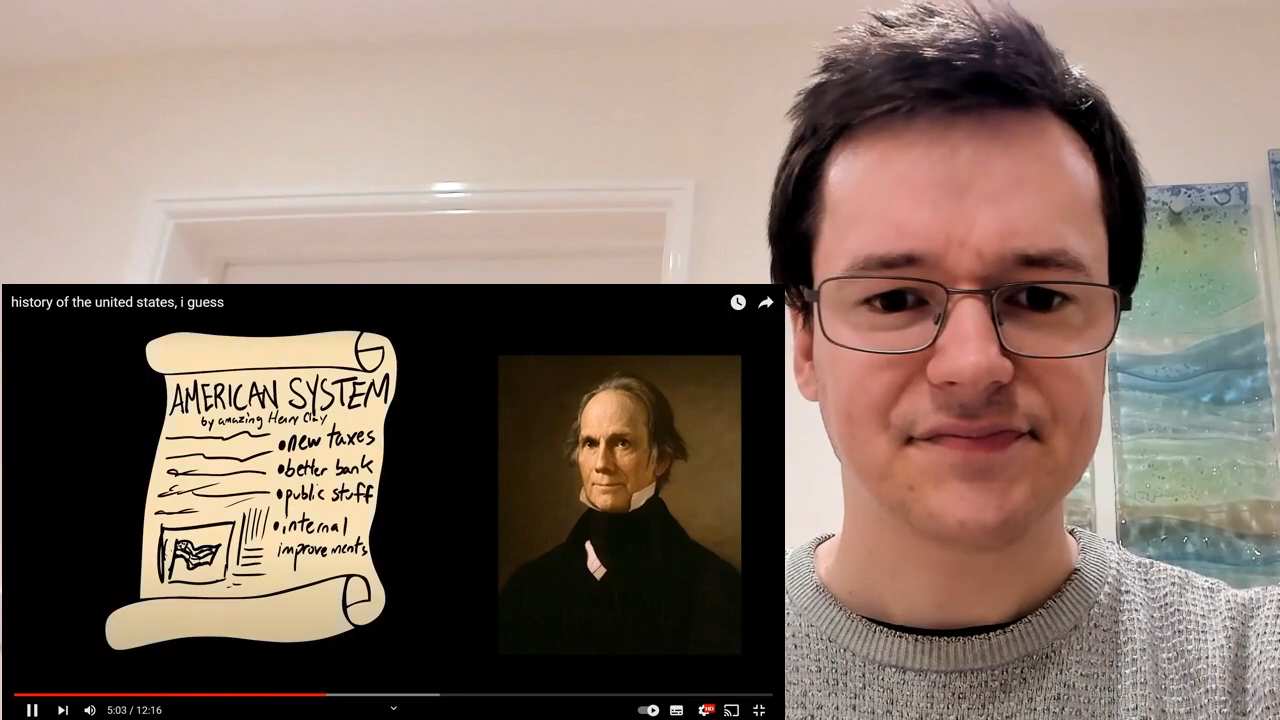 history of the united states, i guess
AMERICAN SYSTEM
by amazing Henry Clay
•new taxes
•better bank
•public stuff
•internal
improvements
5:03 / 12:16
HD